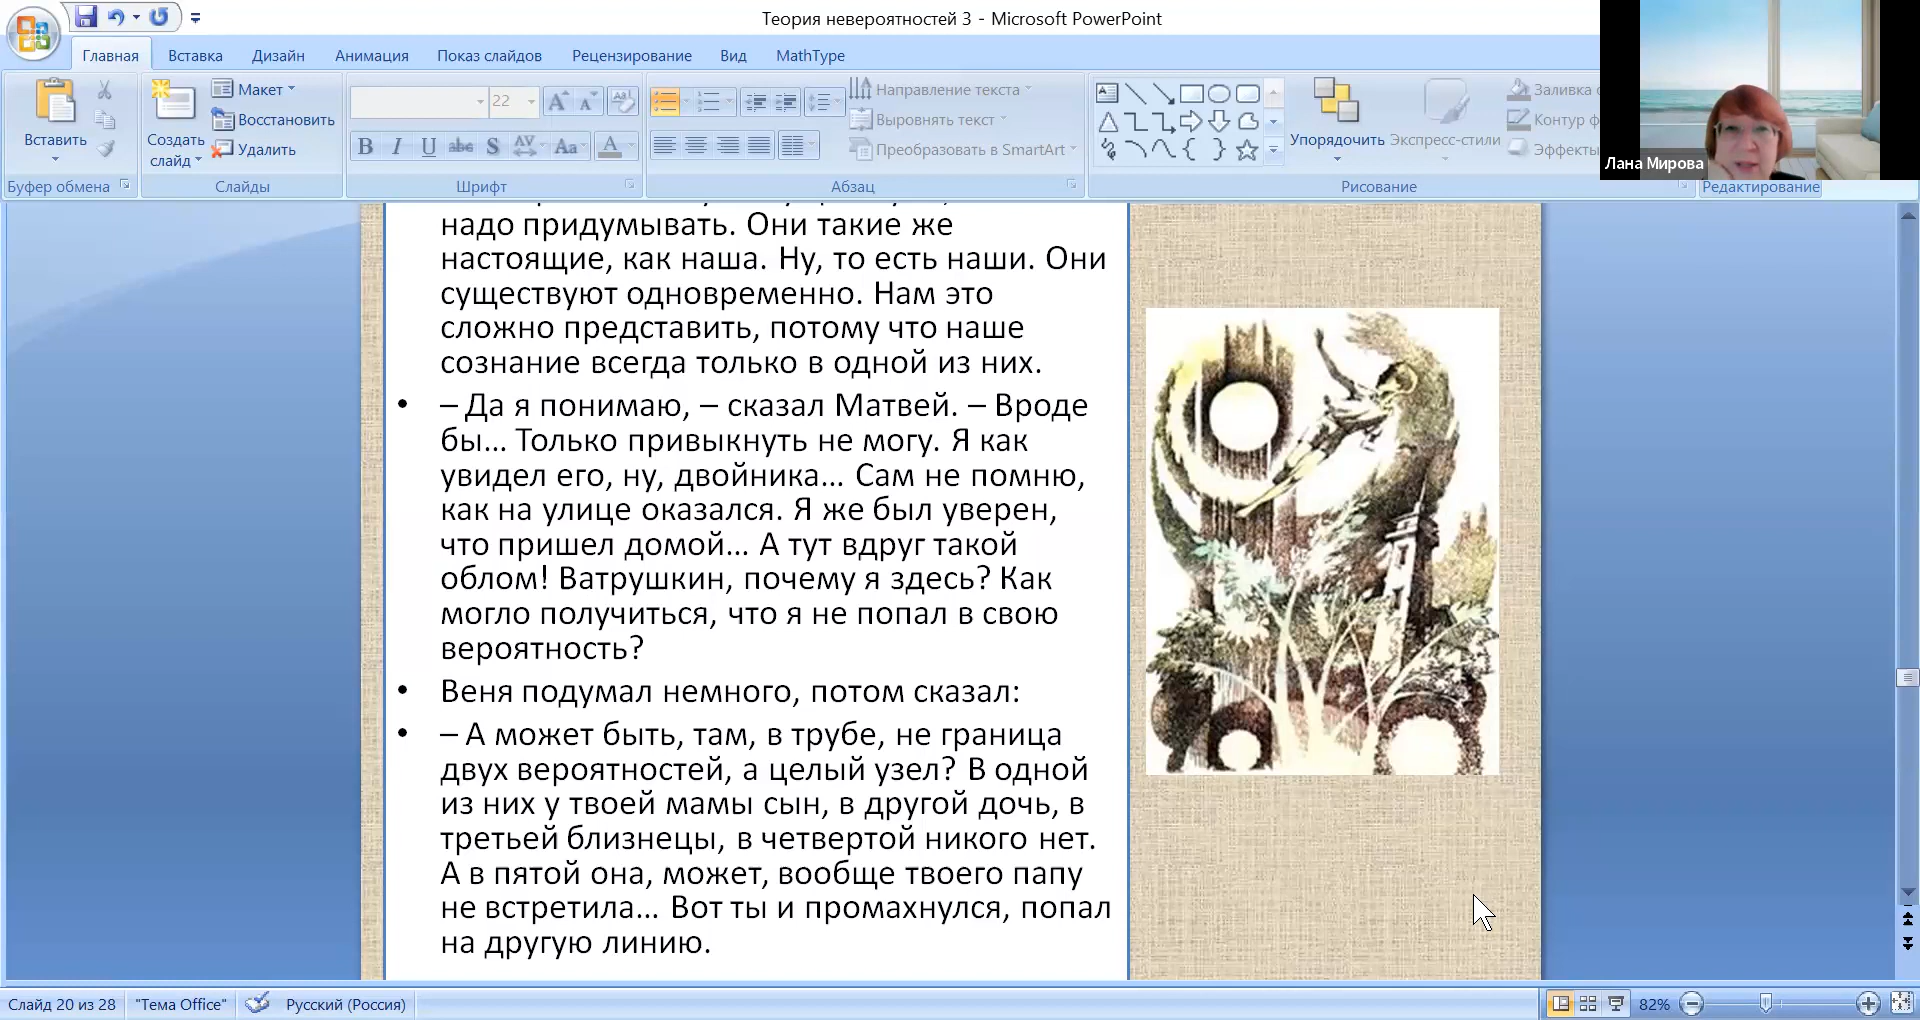 Теория невероятностей 3 - Microsoft PowerPoint
Главная Вставка Дизайн Анимация Показ слайдов Рецензирование Вид MathType
Вставить
Буфер обмена
Создать слайд
Макет
Восстановить
Удалить
Слайды
22
Шрифт
Направление текста
Выровнять текст
Преобразовать в SmartArt
Абзац
Упорядочить
Экспресс-стили
Заливка
Контур ф
Эффекты
Рисование
Редактирование
Лана Мирова
надо придумывать. Они такие же
настоящие, как наша. Ну, то есть наши. Они
существуют одновременно. Нам это
сложно представить, потому что наше
сознание всегда только в одной из них.
• – Да я понимаю, – сказал Матвей. – Вроде
бы… Только привыкнуть не могу. Я как
увидел его, ну, двойника… Сам не помню,
как на улице оказался. Я же был уверен,
что пришел домой… А тут вдруг такой
облом! Ватрушкин, почему я здесь? Как
могло получиться, что я не попал в свою
вероятность?
• Веня подумал немного, потом сказал:
• – А может быть, там, в трубе, не граница
двух вероятностей, а целый узел? В одной
из них у твоей мамы сын, в другой дочь, в
третьей близнецы, в четвертой никого нет.
А в пятой она, может, вообще твоего папу
не встретила… Вот ты и промахнулся, попал
на другую линию.
Слайд 20 из 28 "Тема Office" Русский (Россия) 82%